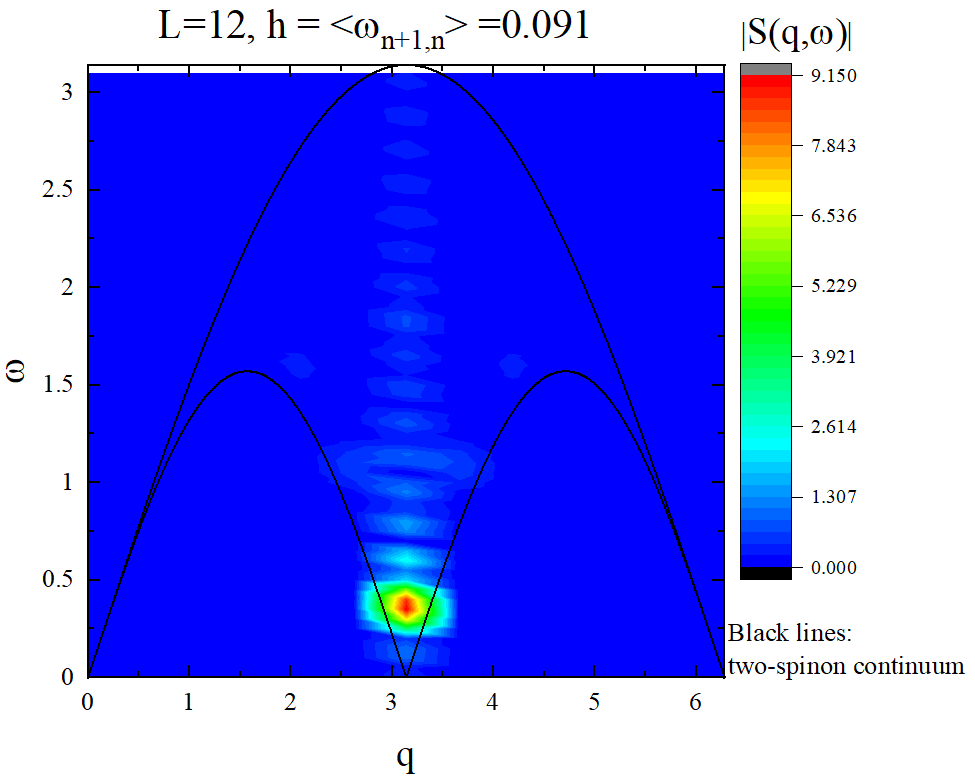 L=12, h = <ω_{n+1,n}> =0.091
|S(q,ω)|
9.150
7.843
6.536
5.229
3.921
2.614
1.307
0.000
3
2.5
2
1.5
1
0.5
0
ω
0 1 2 3 4 5 6
q
Black lines:
two-spinon continuum